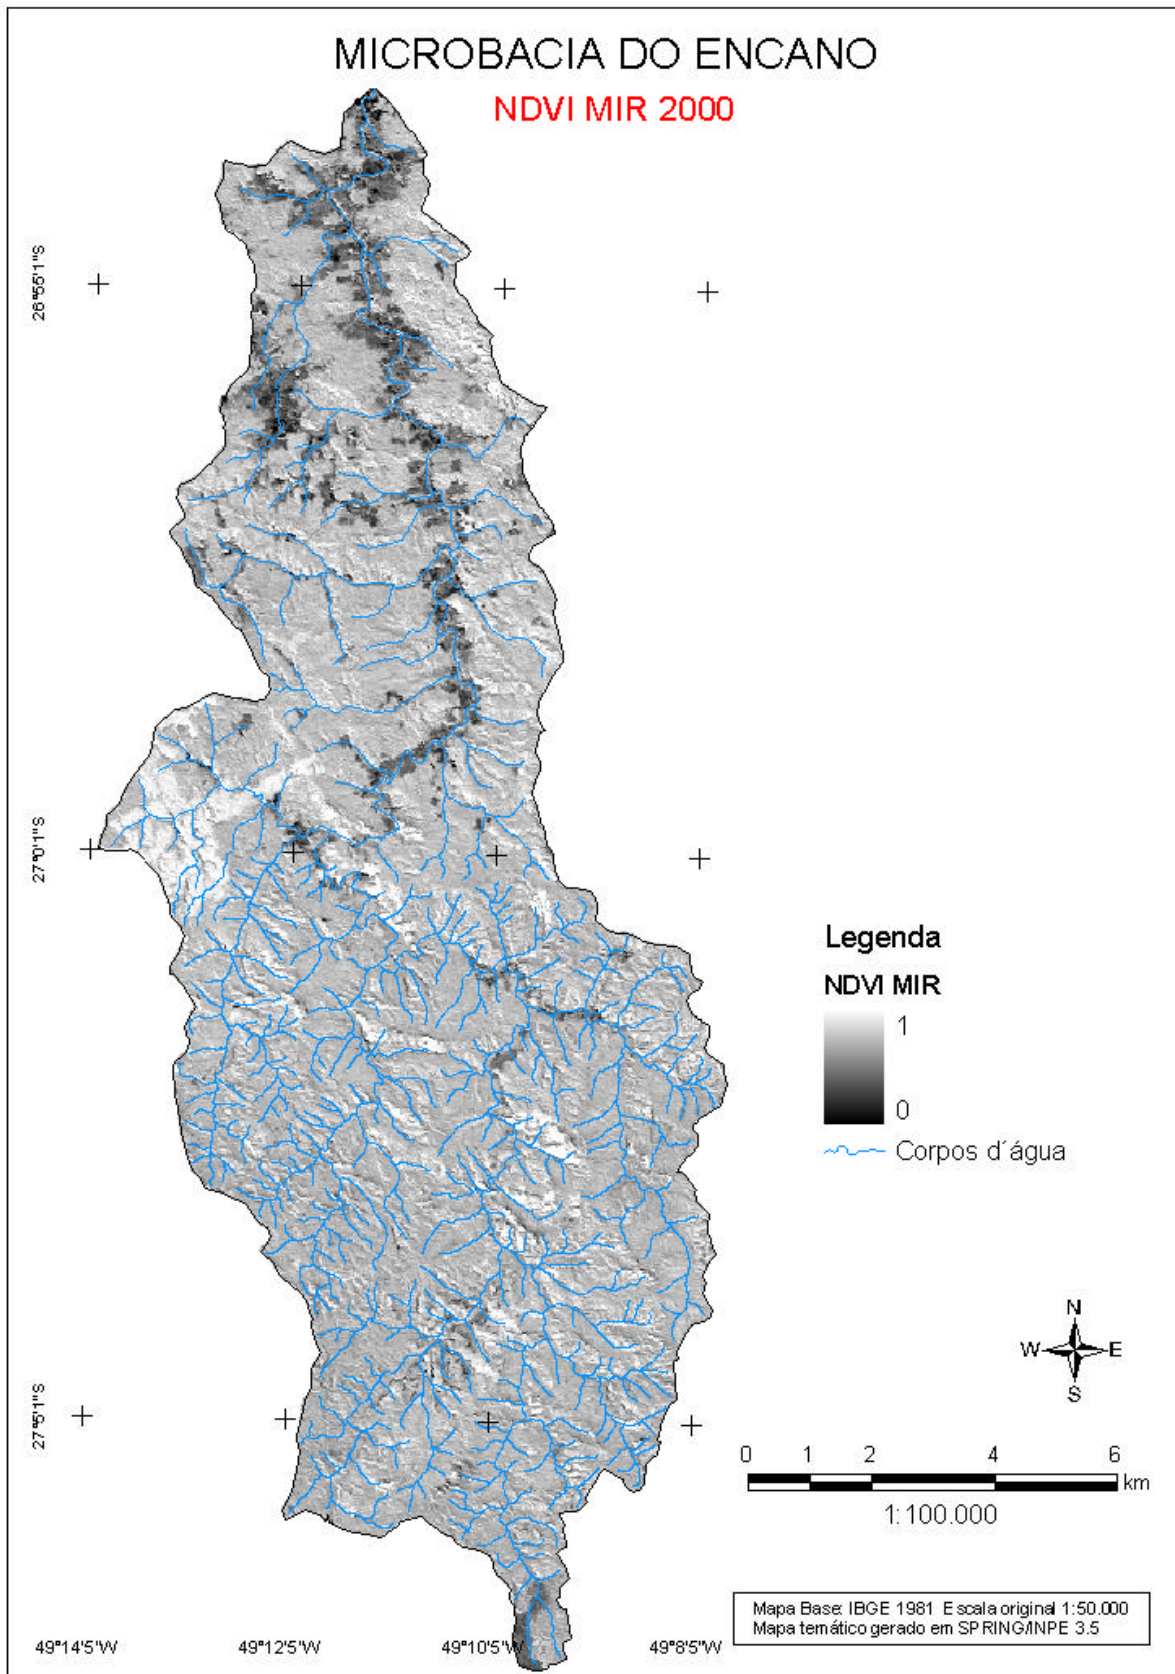 MICROBACIA DO ENCANO
NDVI MIR 2000
26°55'1"S
27°0'1"S
Legenda
NDVI MIR
1
0
Corpos d´água
N
W E
S
27°5'1"S
0 1 2 4 6
km
1:100.000
Mapa Base: IBGE 1981 Escala original 1:50.000
Mapa temático gerado em SPRING/INPE 3.5
49°14'5"W 49°12'5"W 49°10'5"W 49°8'5"W